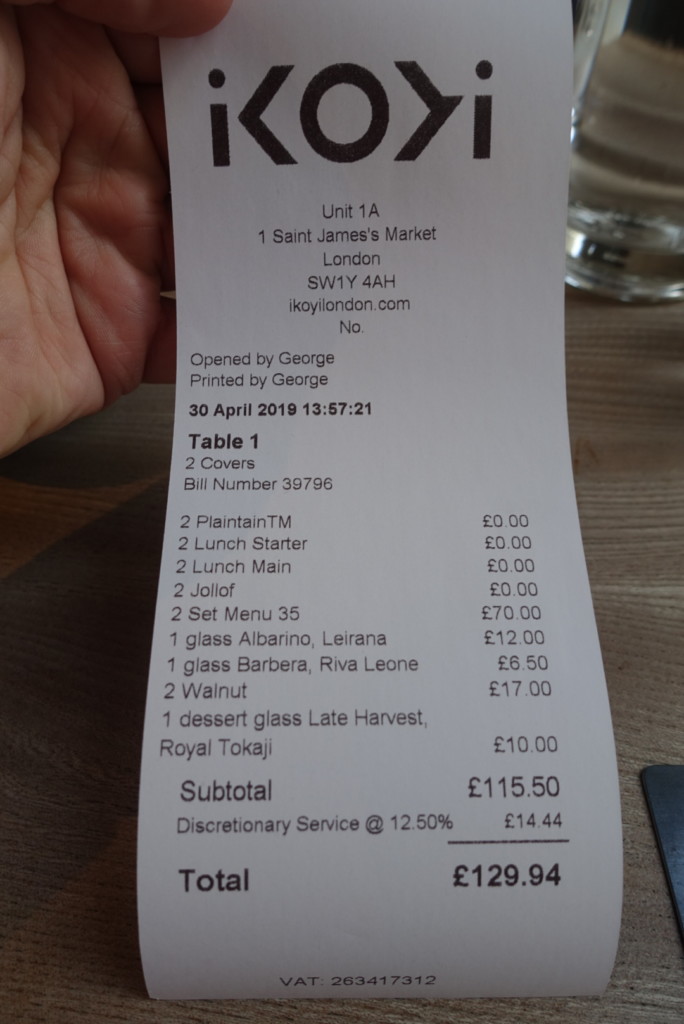 iKOYi
Unit 1A
1 Saint James's Market
London
SW1Y 4AH
ikoyilondon.com
No.
Opened by George
Printed by George
30 April 2019 13:57:21
Table 1
2 Covers
Bill Number 39796
2 PlaintainTM £0.00
2 Lunch Starter £0.00
2 Lunch Main £0.00
2 Jollof £0.00
2 Set Menu 35 £70.00
1 glass Albarino, Leirana £12.00
1 glass Barbera, Riva Leone £6.50
2 Walnut £17.00
1 dessert glass Late Harvest,
Royal Tokaji £10.00
Subtotal £115.50
Discretionary Service @ 12.50% £14.44
Total £129.94
VAT: 263417312